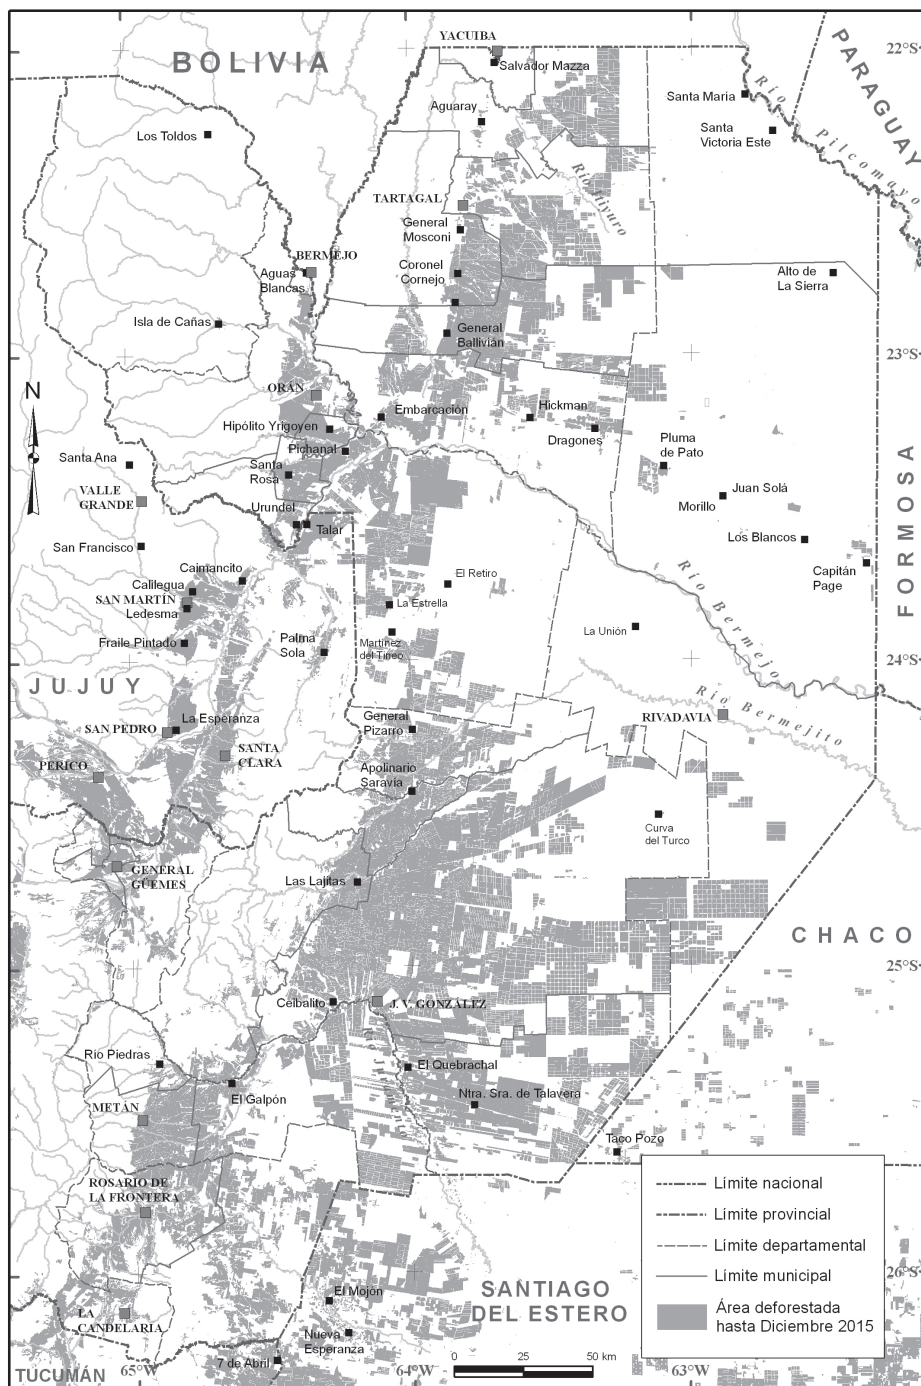 YACUIBA
BOLIVIA
Salvador Mazza
22°S
PARAGUAY
Santa Maria
Río Pilcomayo
Aguaray
Los Toldos
Santa
Victoria Este
TARTAGAL
General
Mosconi
BERMEJO
Aguas
Blancas
Coronel
Cornejo
Alto de
La Sierra
Isla de Cañas
General
Ballivián
23°S
N
ORÁN
Embarcación
Hickman
Hipólito Yrigoyen
Dragones
Pichanal
Pluma
de Pato
Santa Ana
Santa
Rosa
VALLE
GRANDE
Juan Solá
Morillo
FORMOSA
Urundel
Talar
San Francisco
Los Blancos
Caimancito
Calilegua
El Retiro
Capitán
Page
SAN MARTÍN
Ledesma
La Estrella
Río Bermejo
Fraile Pintado
Palma
Sola
Martínez
del Tineo
La Unión
24°S
JUJUY
Río Bermejito
La Esperanza
General
Pizarro
RIVADAVIA
SAN PEDRO
SANTA
CLARA
PERICO
Apolinario
Saravia
Curva
del Turco
GENERAL
GÜEMES
Las Lajitas
CHACO
25°S
Ceibalito
J. V. GONZÁLEZ
Río Piedras
El Quebrachal
El Galpón
Ntra. Sra. de Talavera
METÁN
Taco Pozo
ROSARIO DE
LA FRONTERA
Límite nacional
Límite provincial
Límite departamental
Límite municipal
Área deforestada
hasta Diciembre 2015
26°S
El Mojón
SANTIAGO
DEL ESTERO
LA
CANDELARIA
Nueva
Esperanza
7 de Abril
TUCUMÁN
65°W
64°W
63°W
0 25 50 km